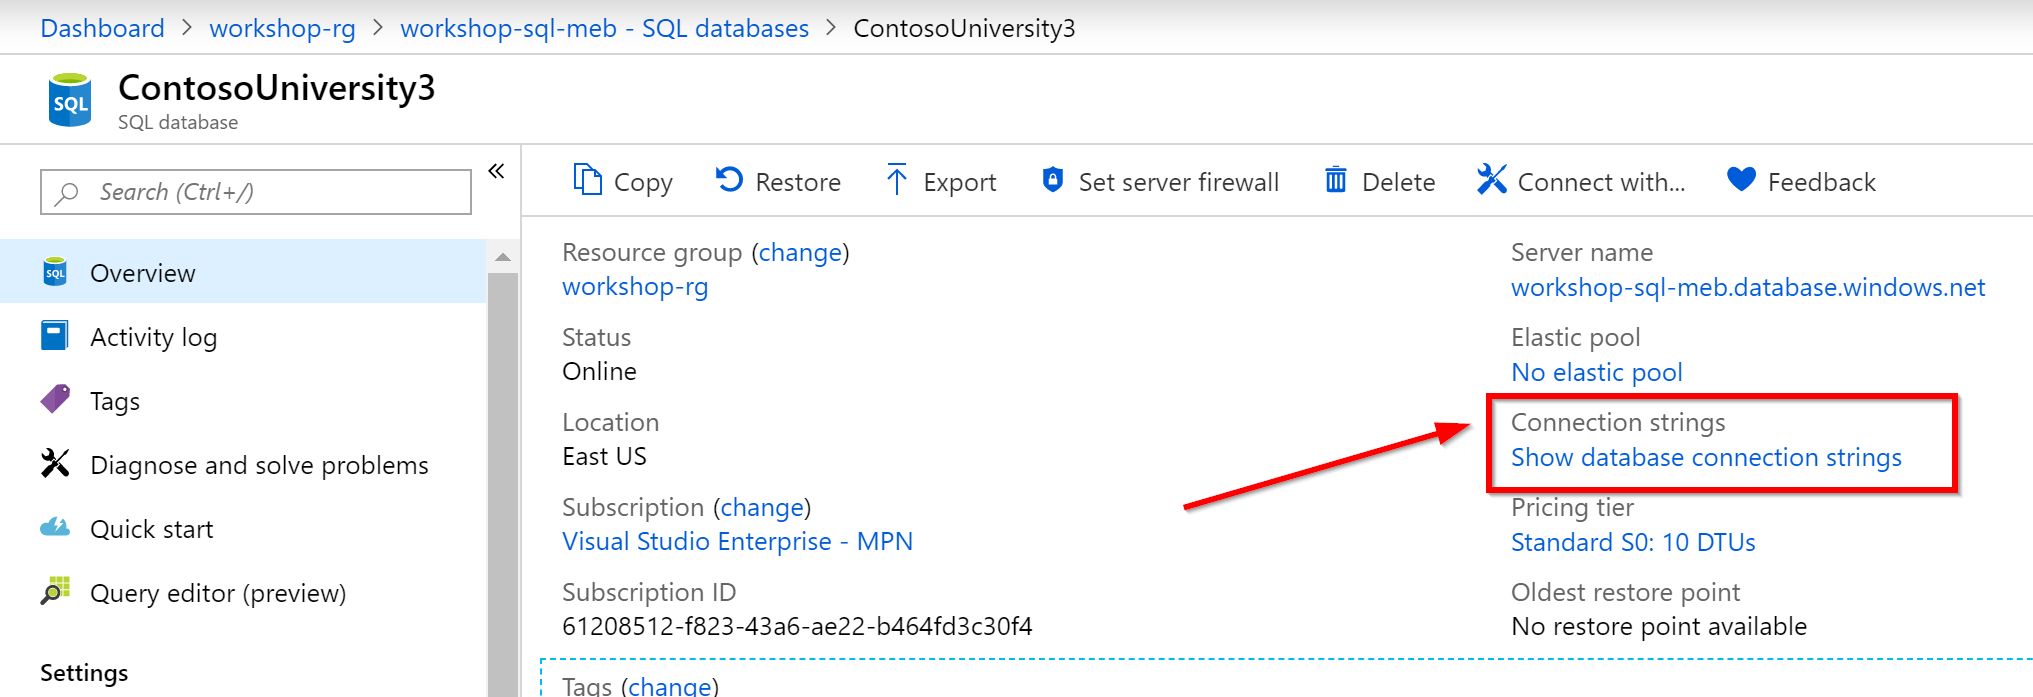 Dashboard > workshop-rg > workshop-sql-meb - SQL databases > ContosoUniversity3
SQL
ContosoUniversity3
SQL database
Search (Ctrl+/)
«
Copy Restore Export Set server firewall Delete Connect with... Feedback
SQL Overview
Activity log
Tags
Diagnose and solve problems
Quick start
Query editor (preview)
Settings
Resource group (change)
workshop-rg
Status
Online
Location
East US
Subscription (change)
Visual Studio Enterprise - MPN
Subscription ID
61208512-f823-43a6-ae22-b464fd3c30f4
Server name
workshop-sql-meb.database.windows.net
Elastic pool
No elastic pool
Connection strings
Show database connection strings
Pricing tier
Standard S0: 10 DTUs
Oldest restore point
No restore point available
Tags (change)